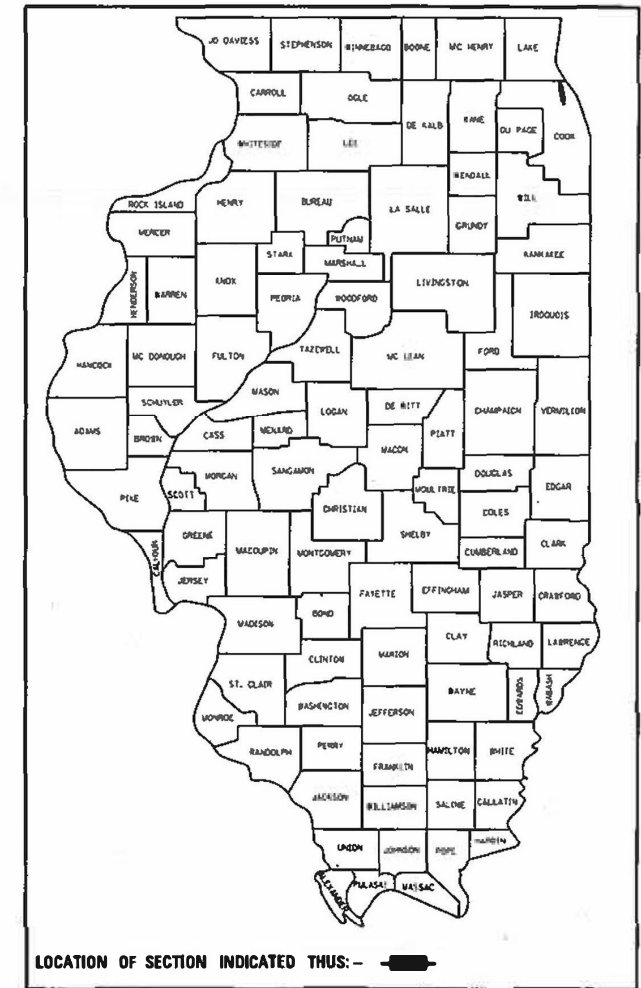 JO DAVIESS STEPHENSON WINNEBAGO BOONE MC HENRY LAKE
CARROLL OGLE DE KALB KANE DU PAGE COOK
WHITESIDE LEE
KENDALL WILL
ROCK ISLAND HENRY BUREAU LA SALLE GRUNDY
MERCER PUTNAM
STARK MARSHALL KANKAKEE
HENDERSON WARREN KNOX PEORIA WOODFORD LIVINGSTON IROQUOIS
HANCOCK MC DONOUGH FULTON TAZEWELL MC LEAN FORD
MASON
SCHUYLER LOGAN DE WITT CHAMPAIGN VERMILION
ADAMS BROWN CASS MENARD PIATT
MACON
MORGAN SANGAMON DOUGLAS
PIKE SCOTT MOULTRIE EDGAR
CHRISTIAN COLES
GREENE SHELBY
CALHOUN MACOUPIN MONTGOMERY CUMBERLAND CLARK
JERSEY
FAYETTE EFFINGHAM JASPER CRAWFORD
MADISON BOND
CLAY RICHLAND LAWRENCE
CLINTON MARION
ST. CLAIR WAYNE EDWARDS WABASH
WASHINGTON JEFFERSON
MONROE
RANDOLPH PERRY HAMILTON WHITE
FRANKLIN
JACKSON WILLIAMSON SALINE GALLATIN
UNION JOHNSON POPE HARDIN
ALEXANDER PULASKI MASSAC
LOCATION OF SECTION INDICATED THUS: -